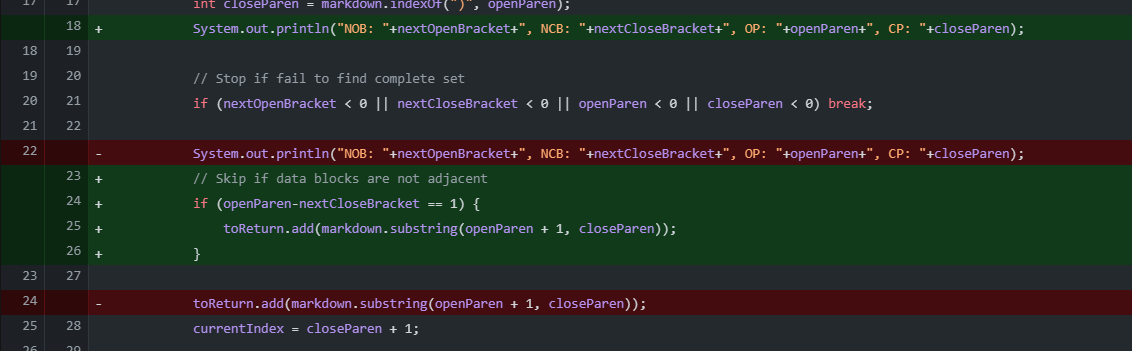 17 17 int closeParen = markdown.indexOf(")", openParen);
18 + System.out.println("NOB: "+nextOpenBracket+", NCB: "+nextCloseBracket+", OP: "+openParen+", CP: "+closeParen);
18 19
19 20 // Stop if fail to find complete set
20 21 if (nextOpenBracket < 0 || nextCloseBracket < 0 || openParen < 0 || closeParen < 0) break;
21 22
22 - System.out.println("NOB: "+nextOpenBracket+", NCB: "+nextCloseBracket+", OP: "+openParen+", CP: "+closeParen);
23 + // Skip if data blocks are not adjacent
24 + if (openParen-nextCloseBracket == 1) {
25 + toReturn.add(markdown.substring(openParen + 1, closeParen));
26 + }
23 27
24 - toReturn.add(markdown.substring(openParen + 1, closeParen));
25 28 currentIndex = closeParen + 1;
26 29